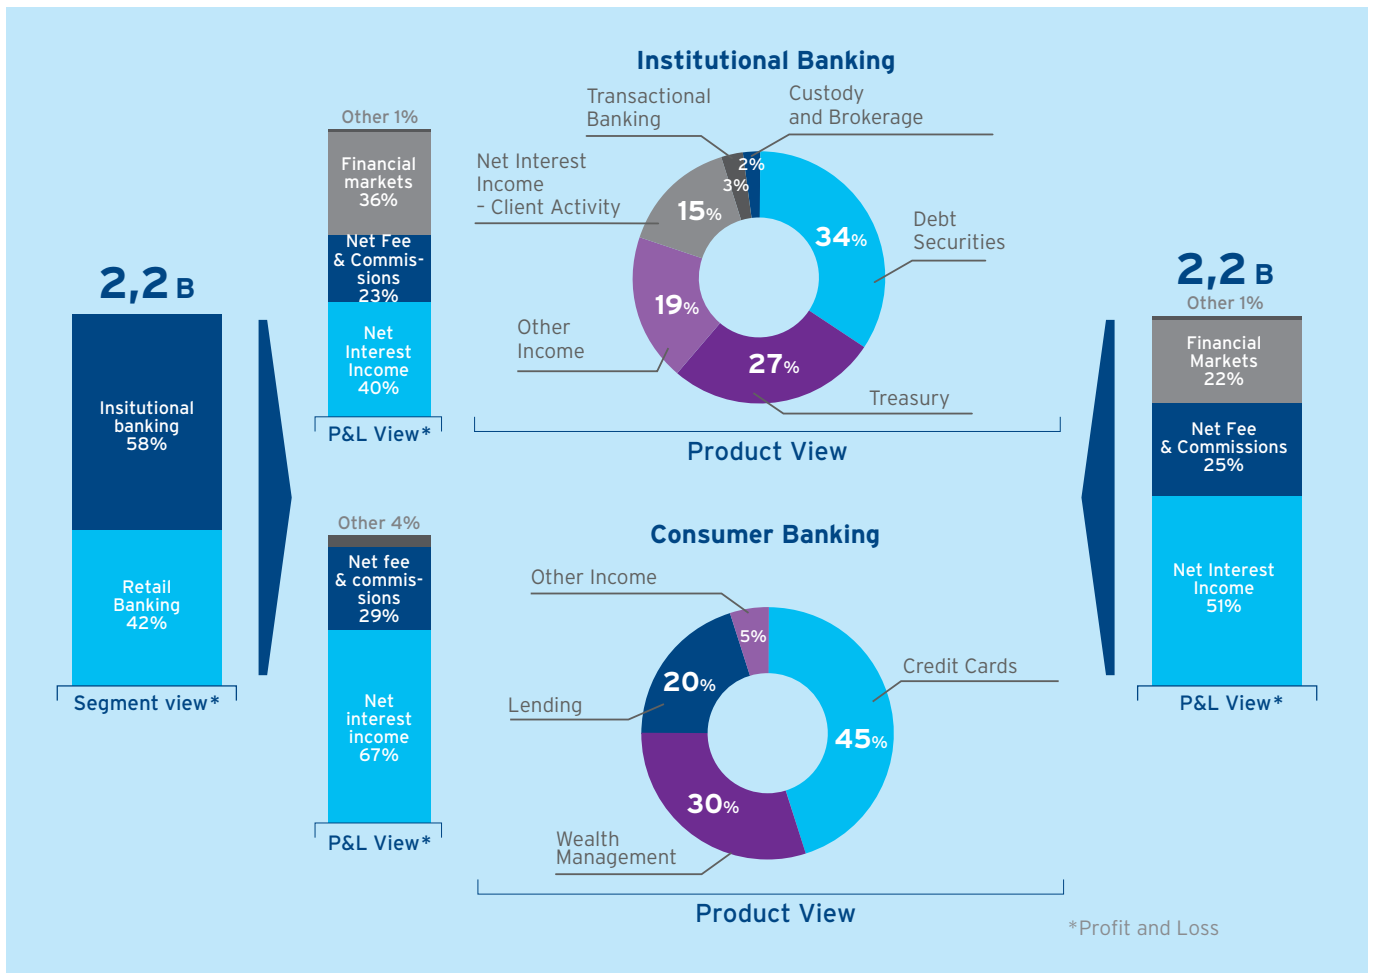 2,2 B
Insitutional
banking
58%
Retail
Banking
42%
Segment view*
Other 1%
Financial
markets
36%
Net Fee
& Commis-
sions
23%
Net
Interest
Income
40%
P&L View*
Other 4%
Net fee
& commis-
sions
29%
Net
interest
income
67%
P&L View*
Institutional Banking
Transactional
Banking
Custody
and Brokerage
Net Interest
Income
– Client Activity
2%
3%
15%
34%
Debt
Securities
19%
Other
Income
27%
Treasury
Product View
Consumer Banking
Other Income
5%
20%
Credit Cards
Lending
45%
30%
Wealth
Management
Product View
2,2 B
Other 1%
Financial
Markets
22%
Net Fee
& Commissions
25%
Net Interest
Income
51%
P&L View*
*Profit and Loss